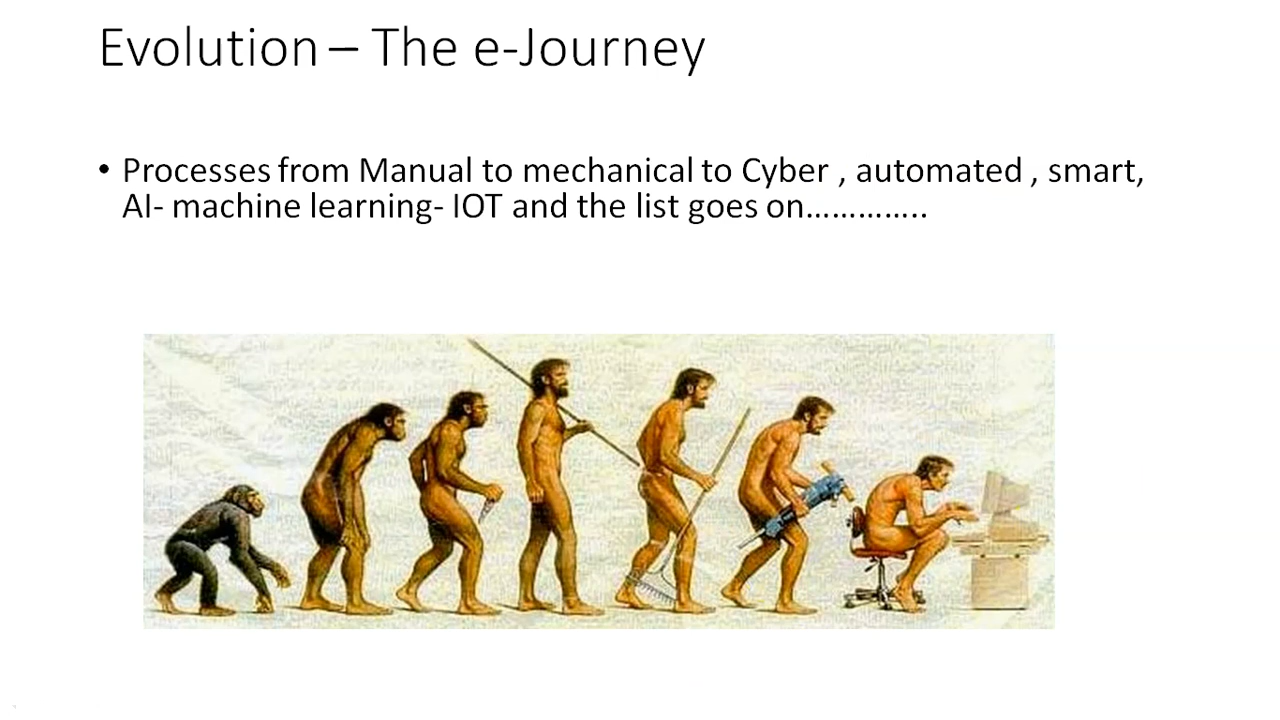 Evolution – The e-Journey
• Processes from Manual to mechanical to Cyber , automated , smart,
AI- machine learning- IOT and the list goes on…………..